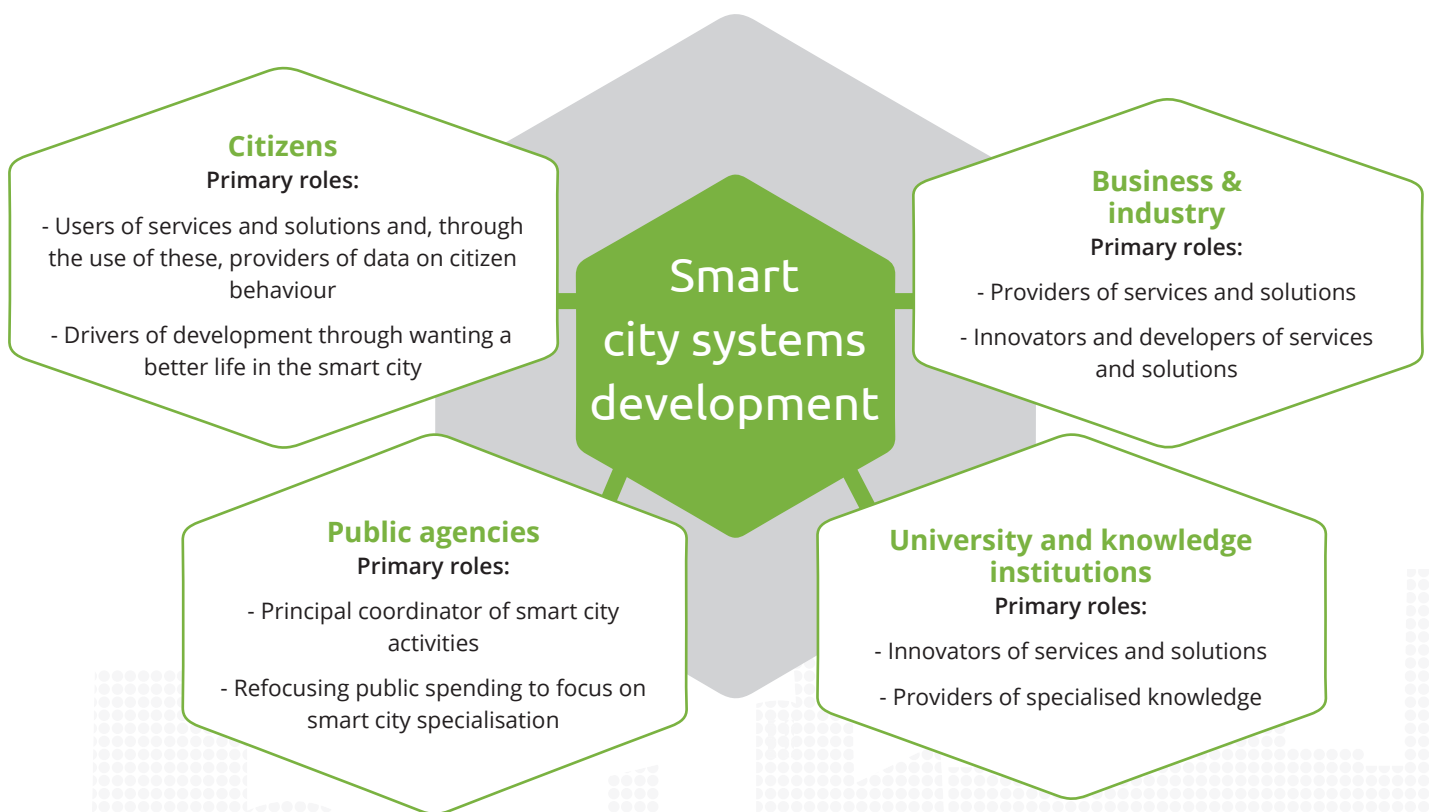 Citizens
Primary roles:
- Users of services and solutions and, through
the use of these, providers of data on citizen
behaviour
- Drivers of development through wanting a
better life in the smart city
Smart
city systems
development
Business &
industry
Primary roles:
- Providers of services and solutions
- Innovators and developers of services
and solutions
Public agencies
Primary roles:
- Principal coordinator of smart city
activities
- Refocusing public spending to focus on
smart city specialisation
University and knowledge
institutions
Primary roles:
- Innovators of services and solutions
- Providers of specialised knowledge